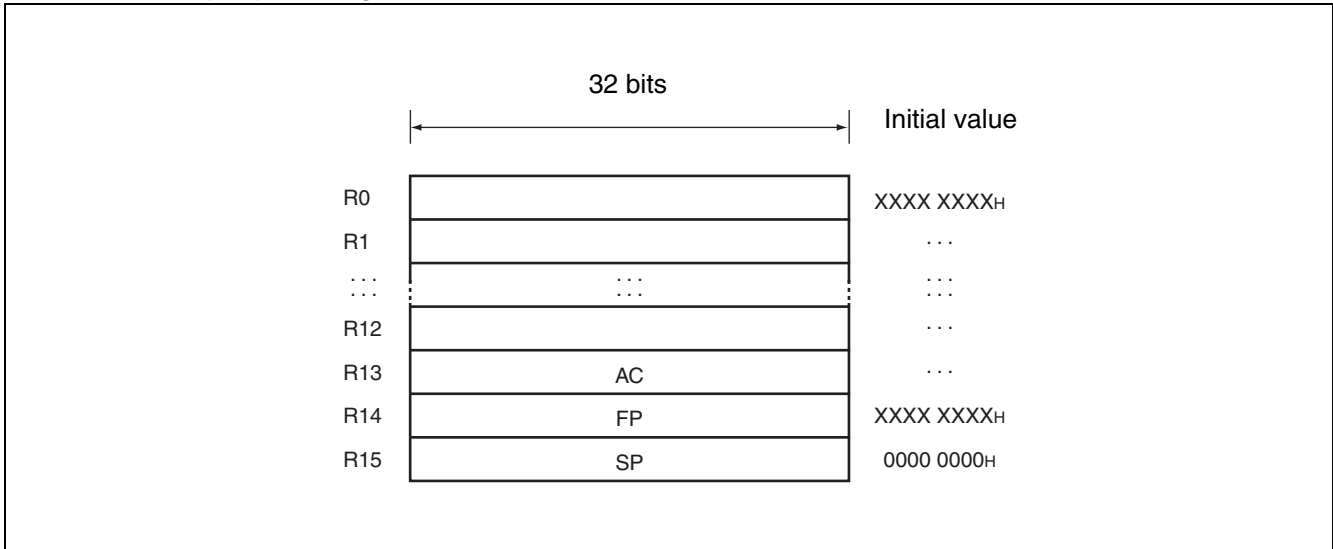 32 bits
Initial value
R0 XXXX XXXXH
R1 ...
... ... ...
... ... ...
R12 ...
R13 AC ...
R14 FP XXXX XXXXH
R15 SP 0000 0000H